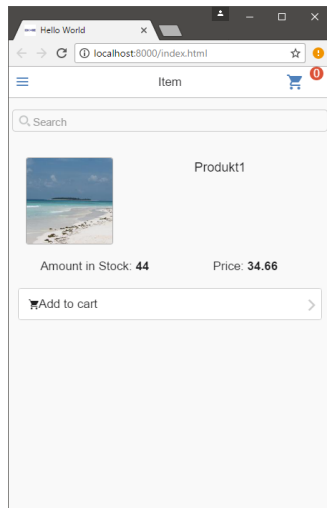 Hello World
localhost:8000/index.html
Item
0
Search
Produkt1
Amount in Stock: 44 Price: 34.66
Add to cart